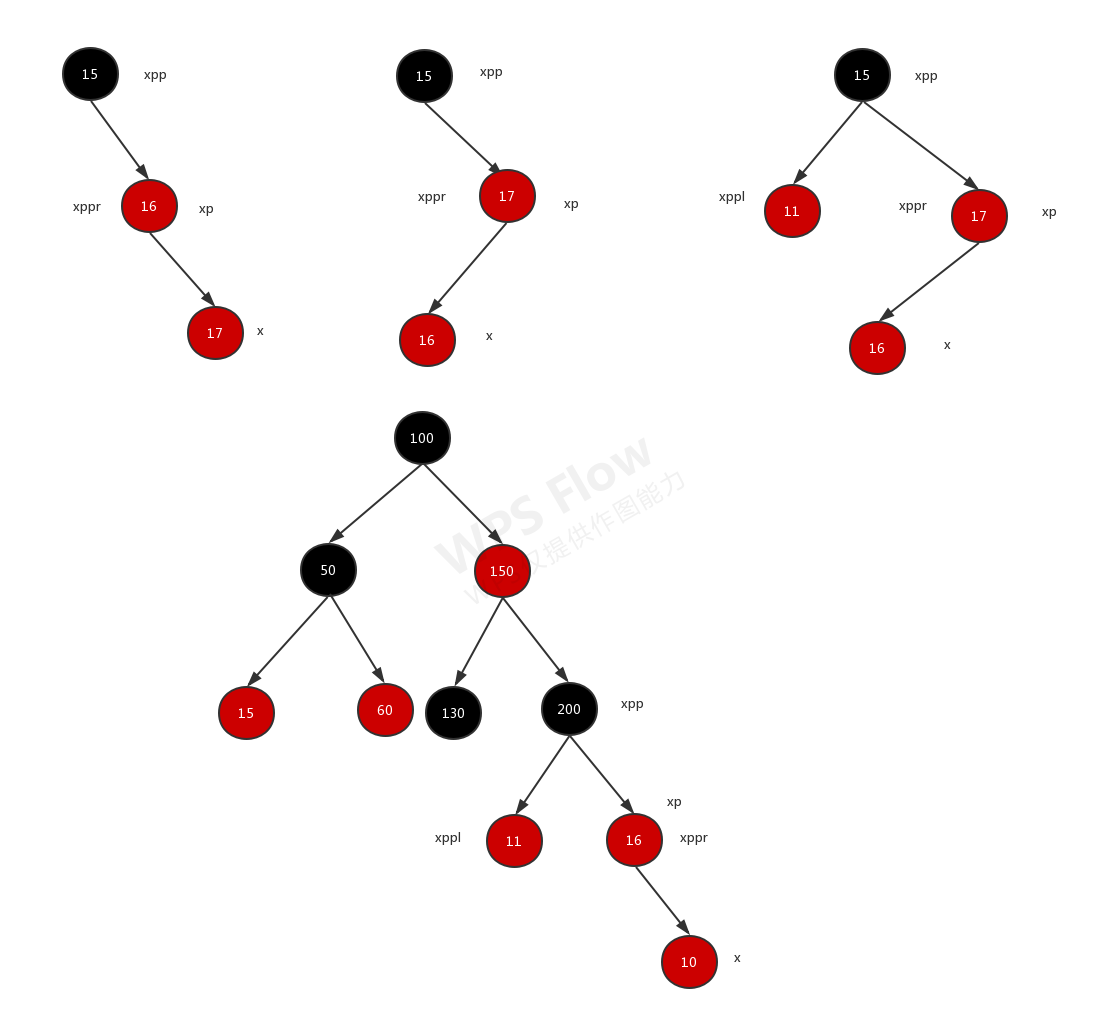 15 xpp
xppr 16 xp
17 x
15 xpp
xppr 17 xp
16 x
15 xpp
xppl 11 xppr 17 xp
16 x
100
50 150
15 60 130 200 xpp
xp
xppl 11 16 xppr
10 x
WPS Flow
仅提供作图能力